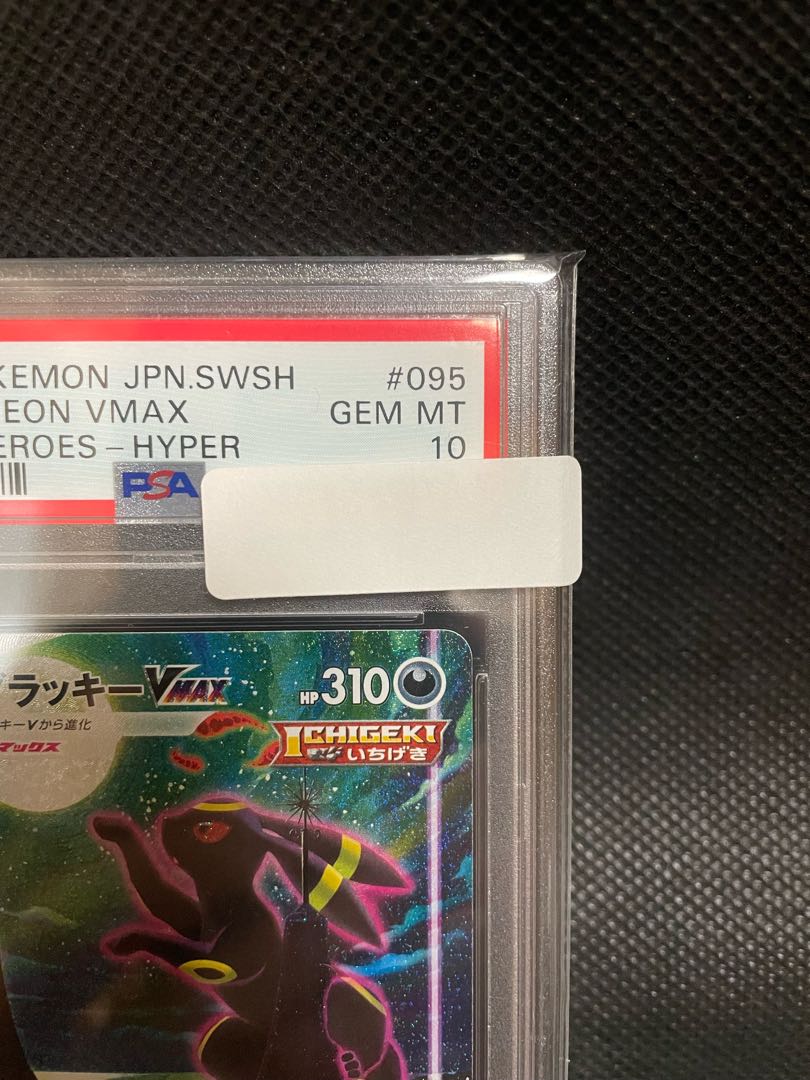 KEMON JPN.SWSH #095
EON VMAX GEM MT
EROES – HYPER 10
PSA
ラッキーVMAX HP310
キーVから進化
マックス
ICHIGEKI
いちげき